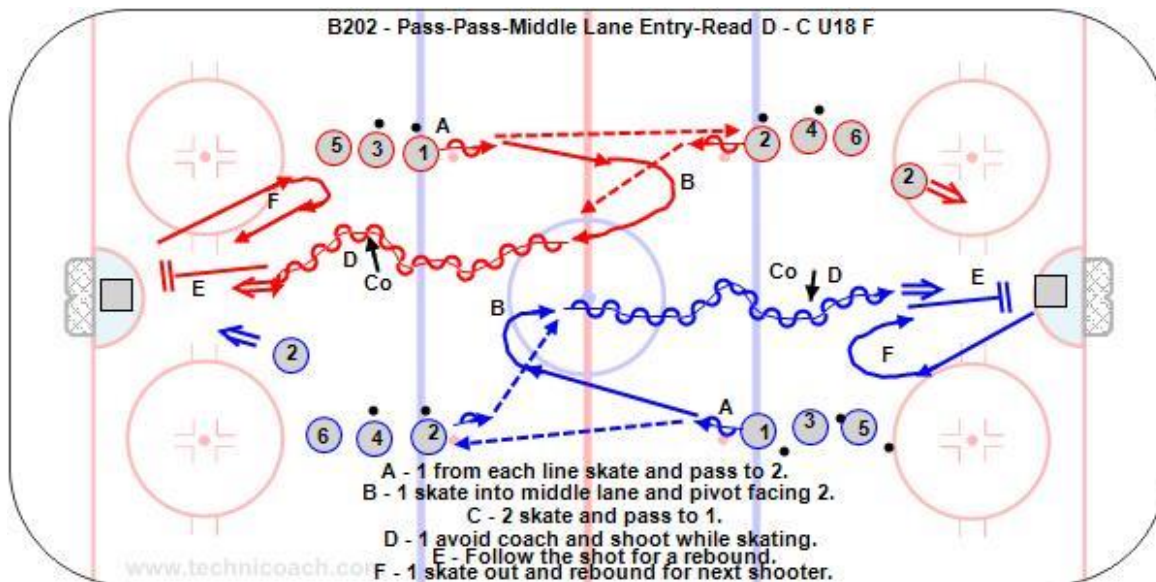 B202 - Pass-Pass-Middle Lane Entry-Read D - C U18 F
5 3 1 A 2 4 6
2
F B
D
Co
E
Co D E
B
2 F
6 4 2 A 1 3 5
A - 1 from each line skate and pass to 2.
B - 1 skate into middle lane and pivot facing 2.
C - 2 skate and pass to 1.
D - 1 avoid coach and shoot while skating.
E - Follow the shot for a rebound.
F - 1 skate out and rebound for next shooter.
www.technicoach.com